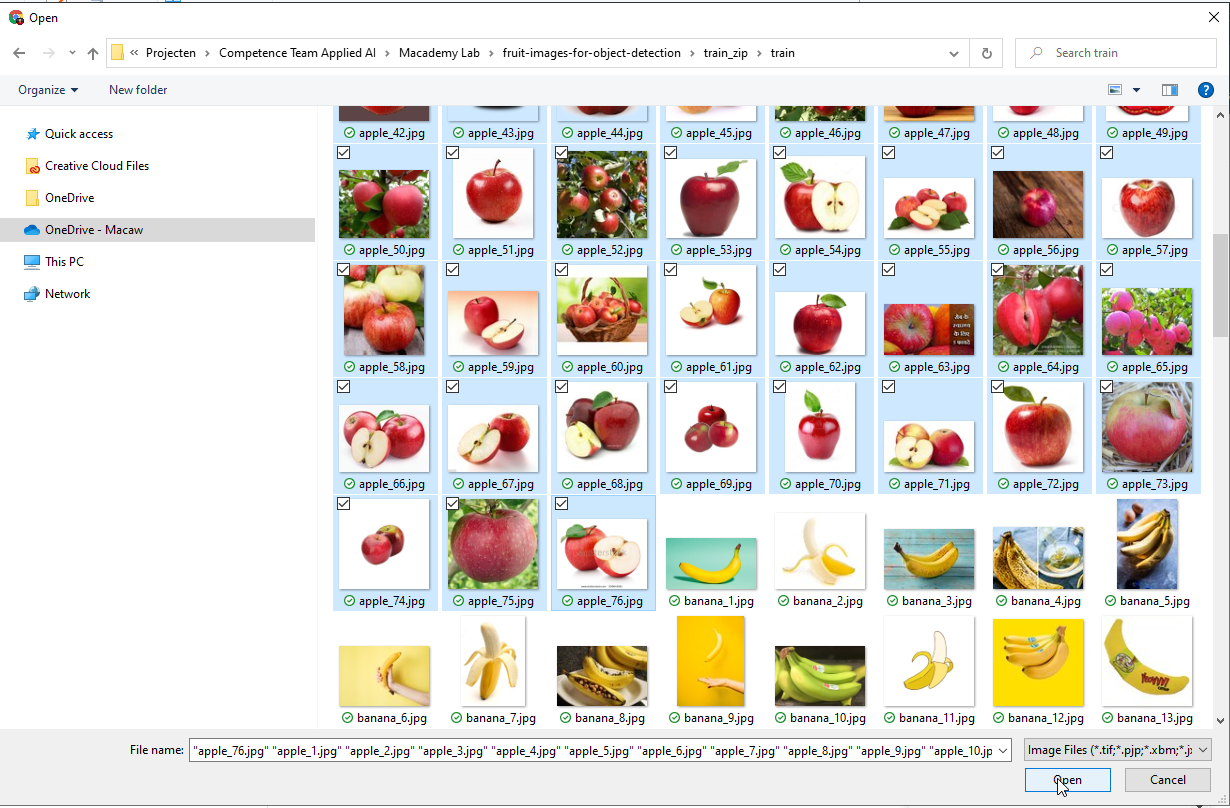 Open
« Projecten › Competence Team Applied AI › Macademy Lab › fruit-images-for-object-detection › train_zip › train
Search train
Organize
New folder
Quick access
Creative Cloud Files
OneDrive
OneDrive - Macaw
This PC
Network
apple_42.jpg apple_43.jpg apple_44.jpg apple_45.jpg apple_46.jpg apple_47.jpg apple_48.jpg apple_49.jpg
apple_50.jpg apple_51.jpg apple_52.jpg apple_53.jpg apple_54.jpg apple_55.jpg apple_56.jpg apple_57.jpg
apple_58.jpg apple_59.jpg apple_60.jpg apple_61.jpg apple_62.jpg apple_63.jpg apple_64.jpg apple_65.jpg
apple_66.jpg apple_67.jpg apple_68.jpg apple_69.jpg apple_70.jpg apple_71.jpg apple_72.jpg apple_73.jpg
apple_74.jpg apple_75.jpg apple_76.jpg banana_1.jpg banana_2.jpg banana_3.jpg banana_4.jpg banana_5.jpg
banana_6.jpg banana_7.jpg banana_8.jpg banana_9.jpg banana_10.jpg banana_11.jpg banana_12.jpg banana_13.jpg
File name: "apple_76.jpg" "apple_1.jpg" "apple_2.jpg" "apple_3.jpg" "apple_4.jpg" "apple_5.jpg" "apple_6.jpg" "apple_7.jpg" "apple_8.jpg" "apple_9.jpg" "apple_10.jp
Image Files (*.tif;*.pjp;*.xbm;*.j
Open
Cancel